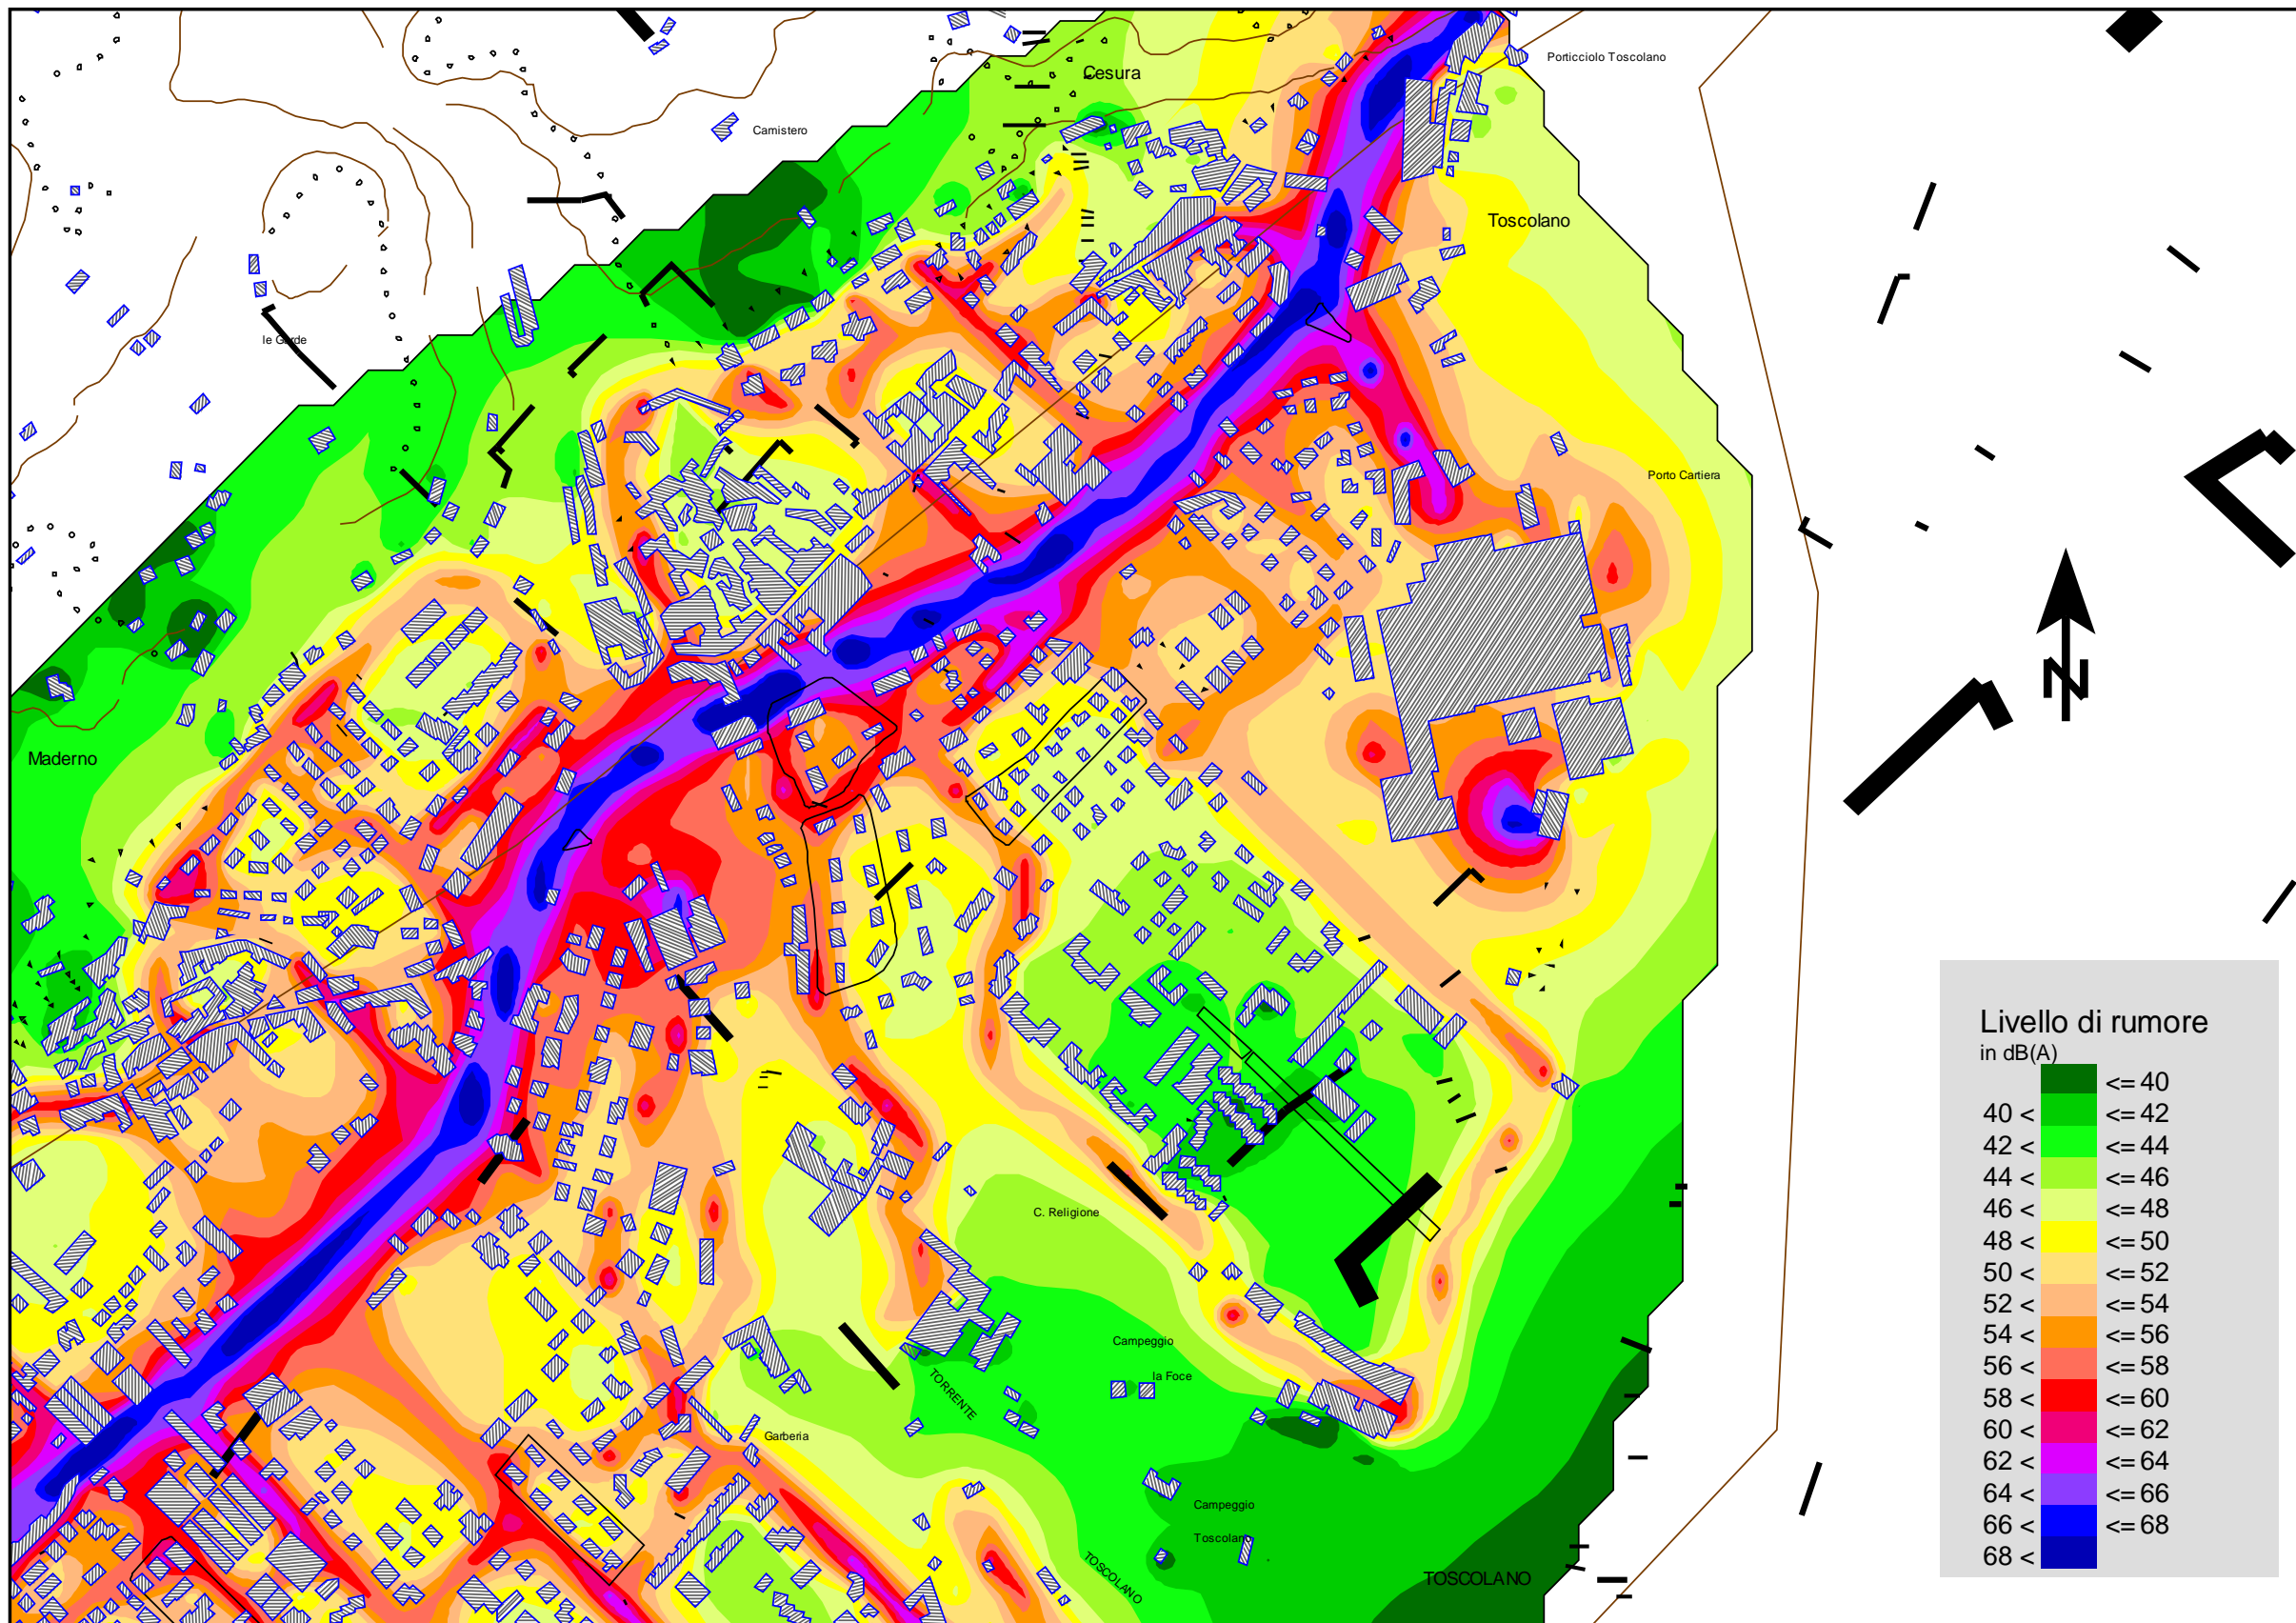 Porticciolo Toscolano
Cesura
Camistero
Toscolano
le Garde
Porto Cartiera
N
Maderno
Livello di rumore
in dB(A)
<= 40
40 < <= 42
42 < <= 44
44 < <= 46
46 < <= 48
48 < <= 50
50 < <= 52
52 < <= 54
54 < <= 56
56 < <= 58
58 < <= 60
60 < <= 62
62 < <= 64
64 < <= 66
66 < <= 68
68 <
C. Religione
Campeggio
la Foce
TORRENTE
Garberia
Campeggio
Toscolano
TOSCOLANO
TOSCOLANO